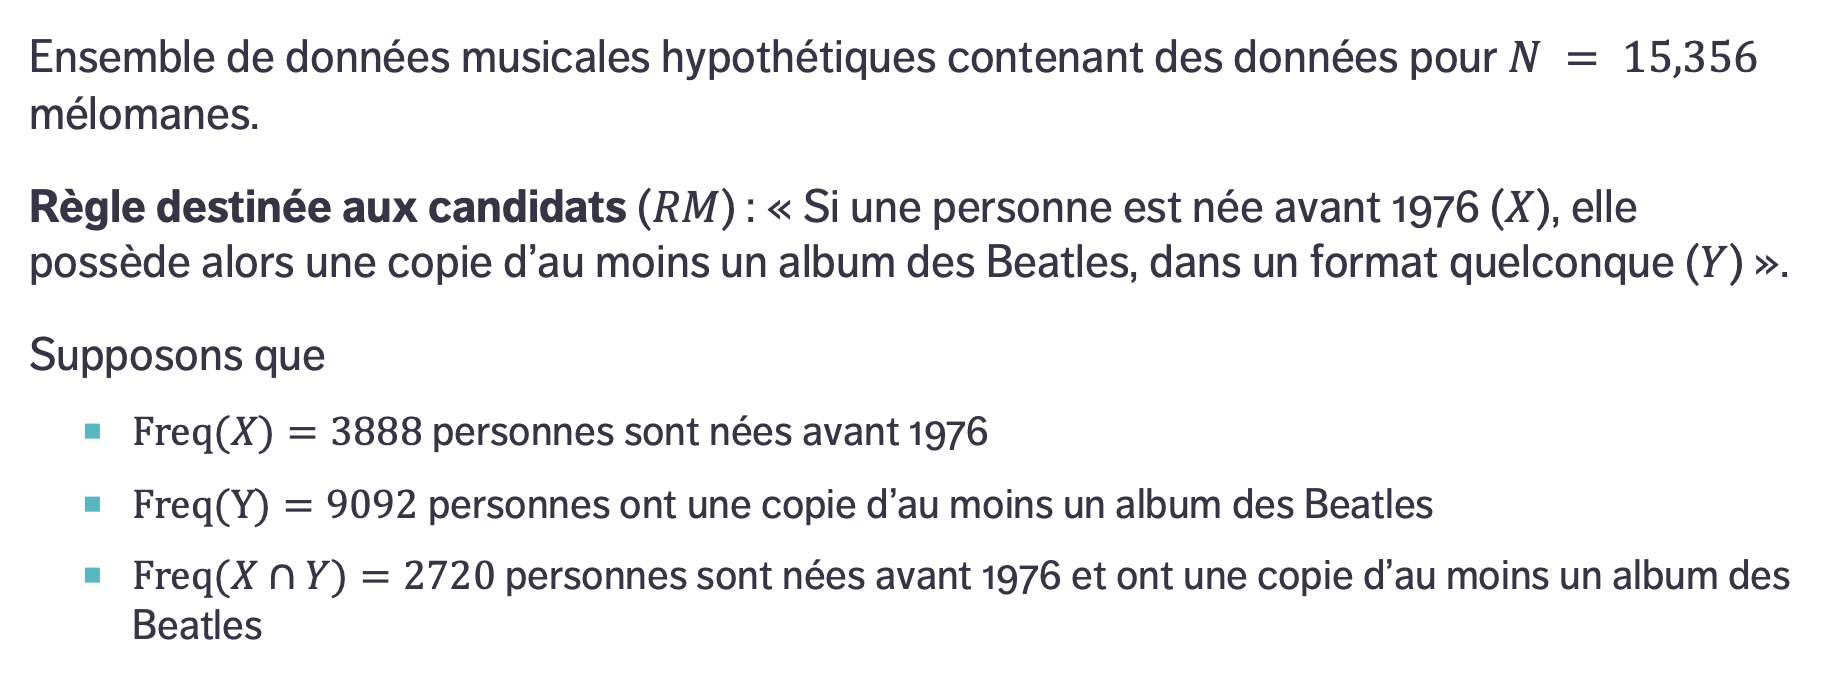 Ensemble de données musicales hypothétiques contenant des données pour N = 15,356
mélomanes.
Règle destinée aux candidats (RM) : « Si une personne est née avant 1976 (X), elle
possède alors une copie d’au moins un album des Beatles, dans un format quelconque (Y) ».
Supposons que
▪ Freq(X) = 3888 personnes sont nées avant 1976
▪ Freq(Y) = 9092 personnes ont une copie d’au moins un album des Beatles
▪ Freq(X ∩ Y) = 2720 personnes sont nées avant 1976 et ont une copie d’au moins un album des
Beatles